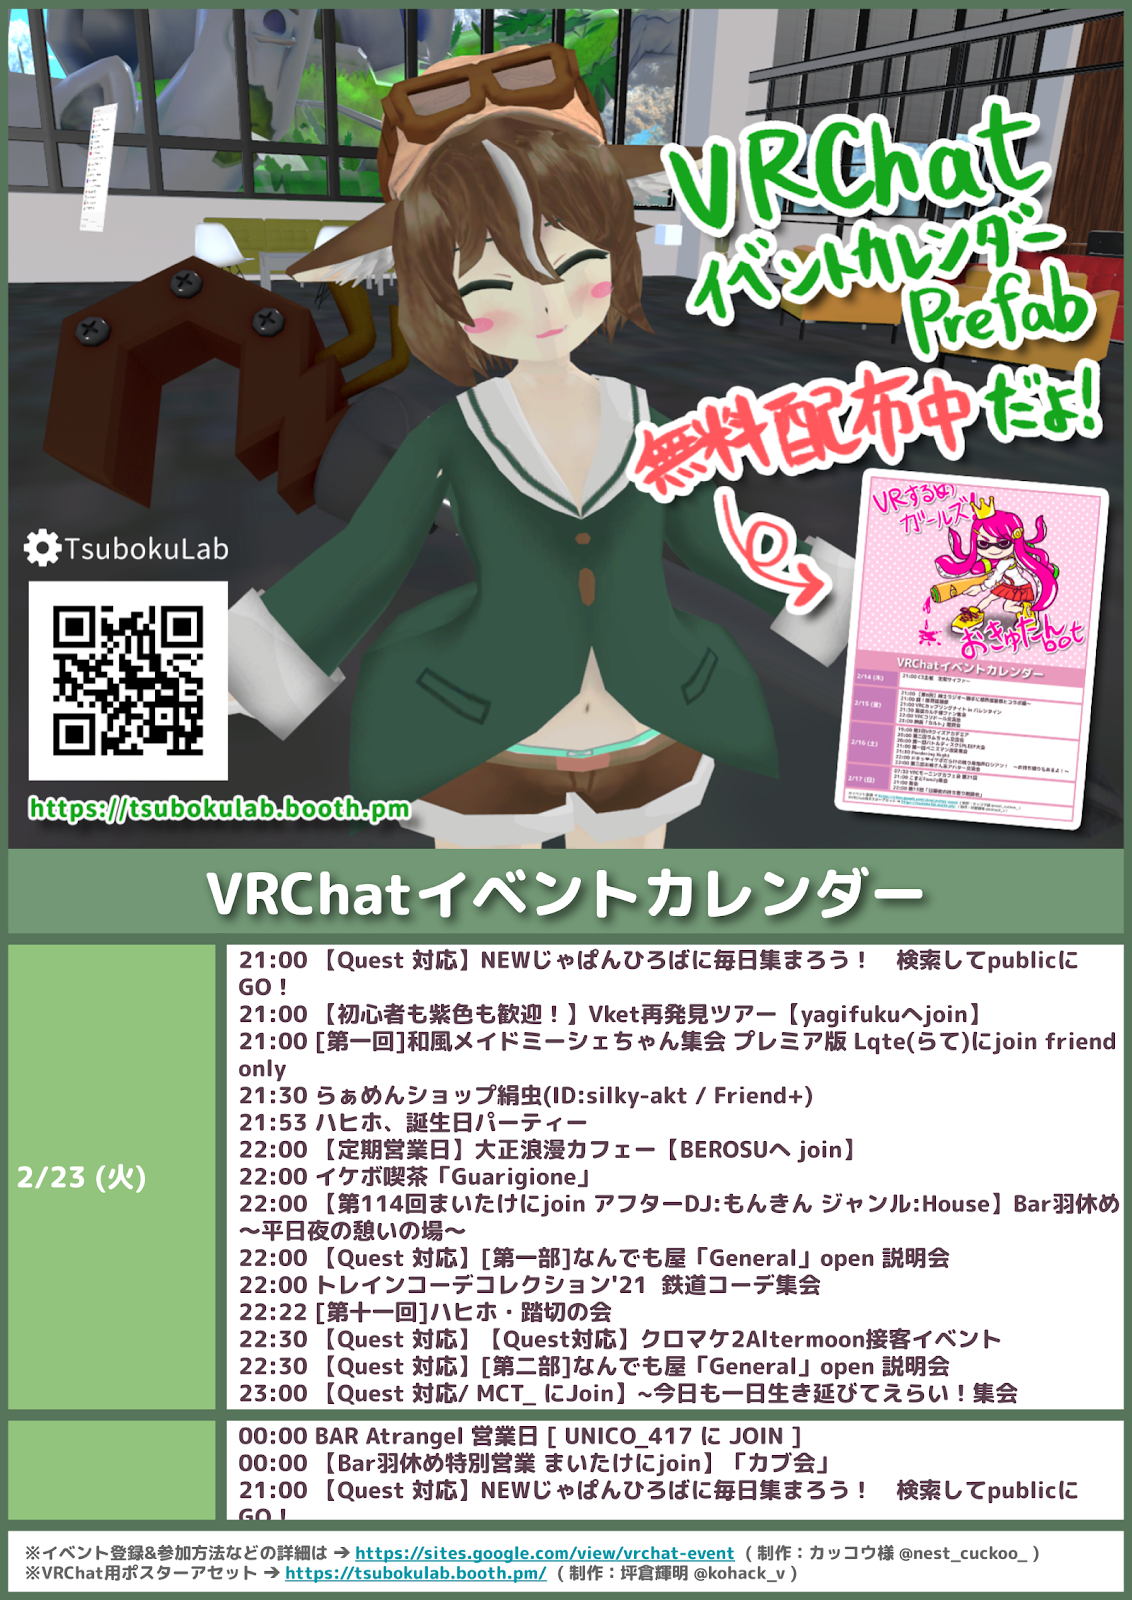 VRChat
イベントカレンダー
Prefab
無料配布中だよ!
VRするめ
ガールズ
おきゅたんbot
VRChatイベントカレンダー
2/14 (木)
2/15 (金)
2/16 (土)
2/17 (日)
TsubokuLab
https://tsubokulab.booth.pm
VRChatイベントカレンダー
2/23 (火)
21:00 【Quest 対応】NEWじゃぱんひろばに毎日集まろう！　検索してpublicに
GO！
21:00 【初心者も紫色も歓迎！】Vket再発見ツアー【yagifukuへjoin】
21:00 [第一回]和風メイドミーシェちゃん集会 プレミア版 Lqte(らて)にjoin friend
only
21:30 らぁめんショップ絹虫(ID:silky-akt / Friend+)
21:53 ハヒホ、誕生日パーティー
22:00 【定期営業日】大正浪漫カフェー【BEROSUへ join】
22:00 イケボ喫茶「Guarigione」
22:00 【第114回まいたけにjoin アフターDJ:もんきん ジャンル:House】Bar羽休め
～平日夜の憩いの場～
22:00 【Quest 対応】[第一部]なんでも屋「General」open 説明会
22:00 トレインコーデコレクション'21 鉄道コーデ集会
22:22 [第十一回]ハヒホ・踏切の会
22:30 【Quest 対応】【Quest対応】クロマケ2Altermoon接客イベント
22:30 【Quest 対応】[第二部]なんでも屋「General」open 説明会
23:00 【Quest 対応/ MCT_ にJoin】~今日も一日生き延びてえらい！集会
00:00 BAR Atrangel 営業日 [ UNICO_417 に JOIN ]
00:00 【Bar羽休め特別営業 まいたけにjoin】「カブ会」
21:00 【Quest 対応】NEWじゃぱんひろばに毎日集まろう！　検索してpublicに
GO！
※イベント登録&参加方法などの詳細は → https://sites.google.com/view/vrchat-event ( 制作：カッコウ様 @nest_cuckoo_ )
※VRChat用ポスターアセット → https://tsubokulab.booth.pm/ ( 制作：坪倉輝明 @kohack_v )